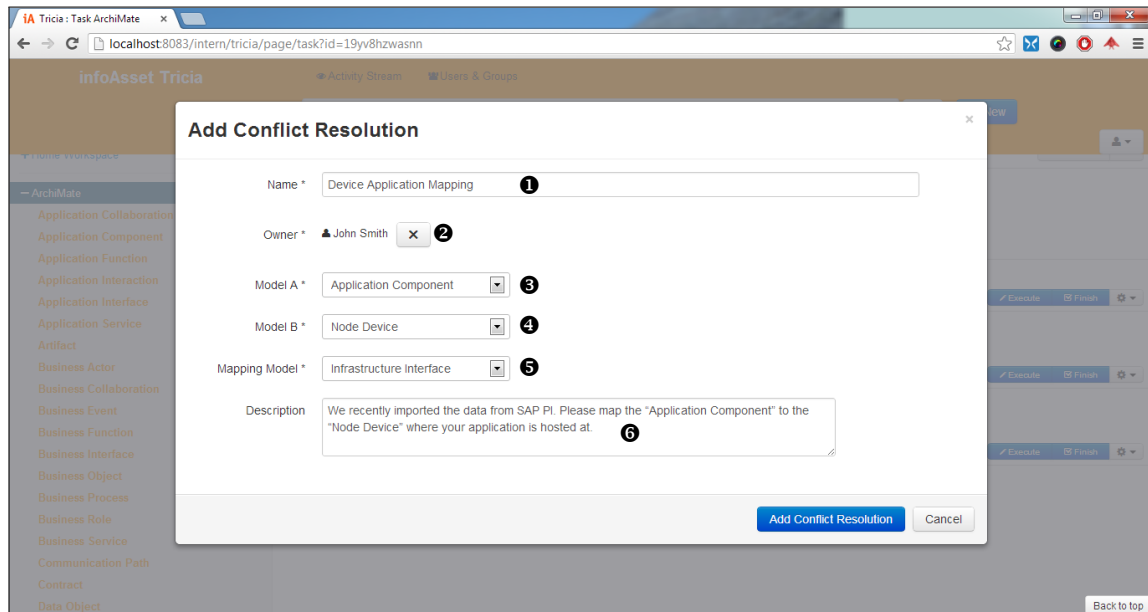 iA Tricia : Task ArchiMate ×
localhost:8083/intern/tricia/page/task?id=19yv8hzwasnn
infoAsset Tricia Activity Stream Users & Groups
Add Conflict Resolution ×
Home Workspace
Name * Device Application Mapping ❶
ArchiMate
Application Collaboration
Owner * John Smith × ❷
Application Component
Application Function
Application Interaction
Model A * Application Component ❸
Application Interface
Execute Finish
Application Service
Model B * Node Device ❹
Artifact
Business Actor
Mapping Model * Infrastructure Interface ❺
Execute Finish
Business Collaboration
Business Event
Description We recently imported the data from SAP PI. Please map the “Application Component” to the
“Node Device” where your application is hosted at. ❻
Business Function
Business Interface
Execute Finish
Business Object
Business Process
Business Role
Add Conflict Resolution Cancel
Business Service
Communication Path
Contract
Data Object
Back to top